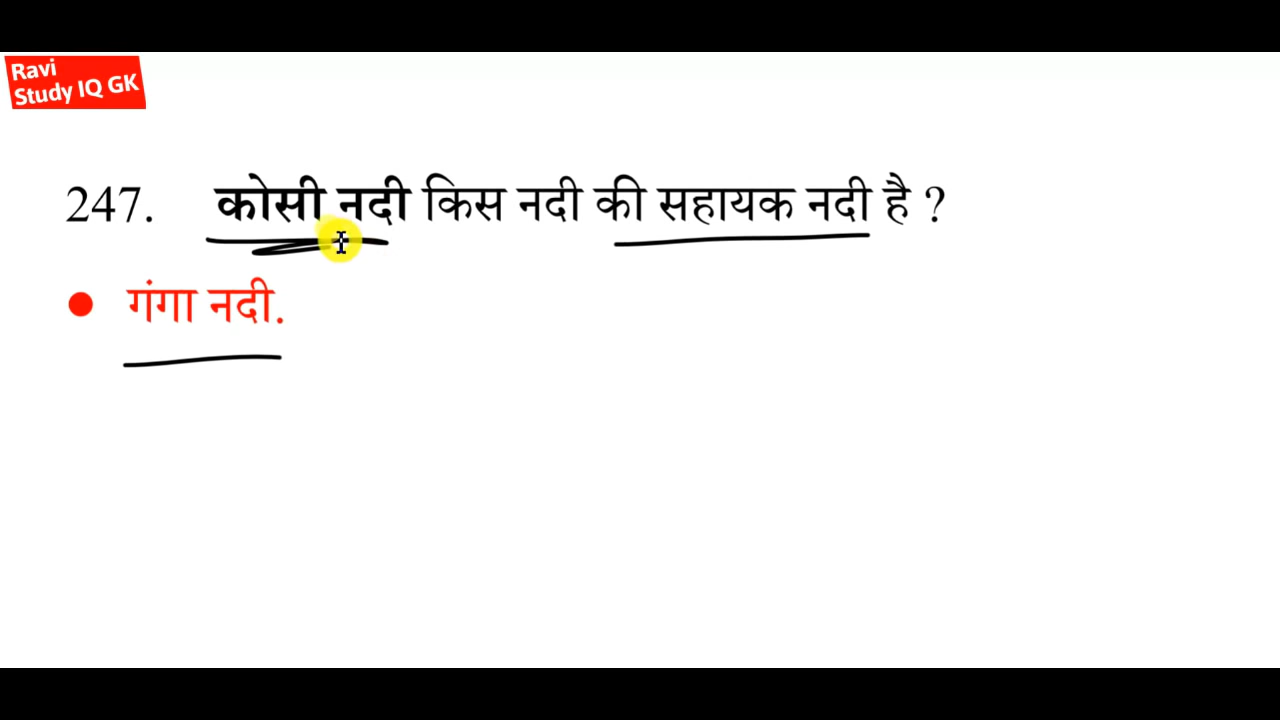 Ravi
Study IQ GK
247. कोसी नदी किस नदी की सहायक नदी है ?
● गंगा नदी.